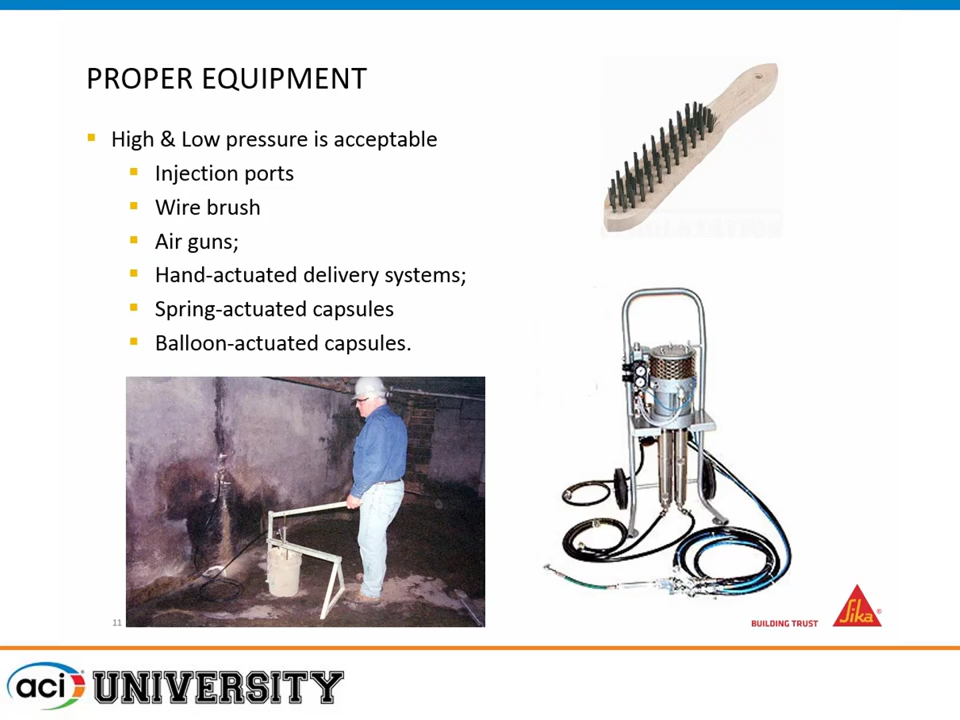 PROPER EQUIPMENT
High & Low pressure is acceptable
Injection ports
Wire brush
Air guns;
Hand-actuated delivery systems;
Spring-actuated capsules
Balloon-actuated capsules.
11
BUILDING TRUST
Sika®
aci UNIVERSITY